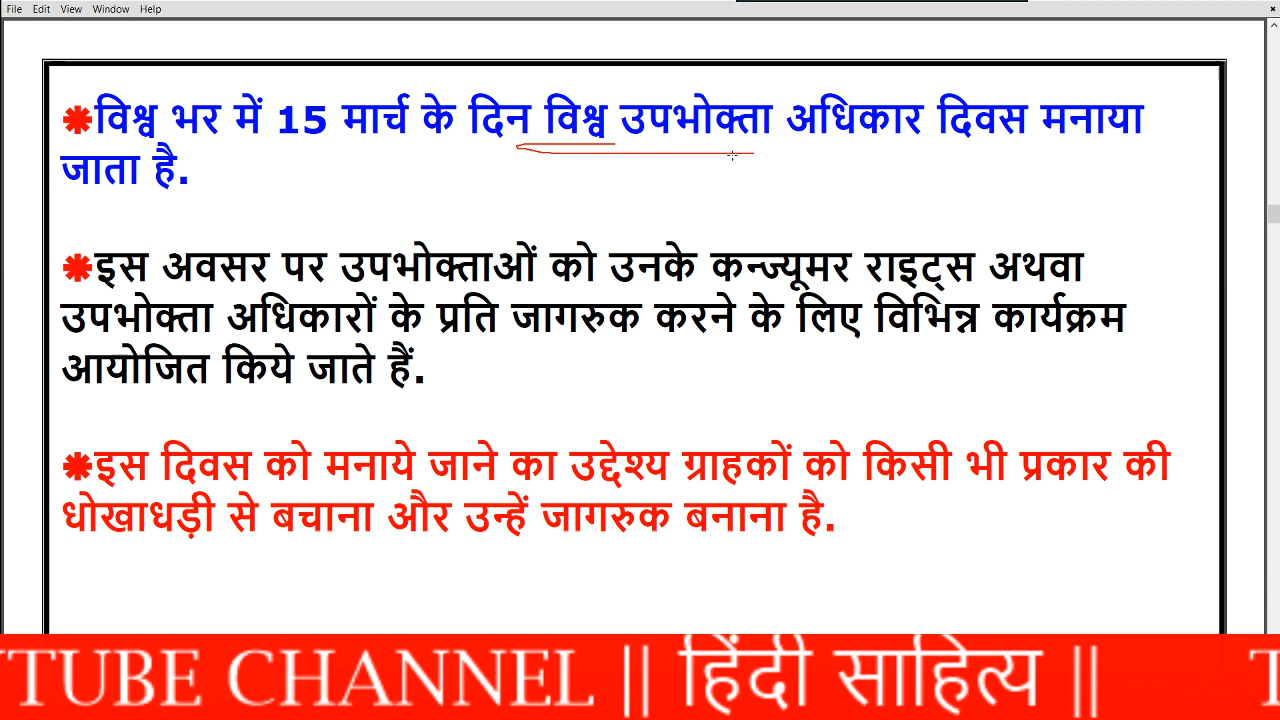 File Edit View Window Help
✱विश्व भर में 15 मार्च के दिन विश्व उपभोक्ता अधिकार दिवस मनाया
जाता है.
✱इस अवसर पर उपभोक्ताओं को उनके कन्ज्यूमर राइट्स अथवा
उपभोक्ता अधिकारों के प्रति जागरुक करने के लिए विभिन्न कार्यक्रम
आयोजित किये जाते हैं.
✱इस दिवस को मनाये जाने का उद्देश्य ग्राहकों को किसी भी प्रकार की
धोखाधड़ी से बचाना और उन्हें जागरुक बनाना है.
YTUBE CHANNEL || हिंदी साहित्य || T